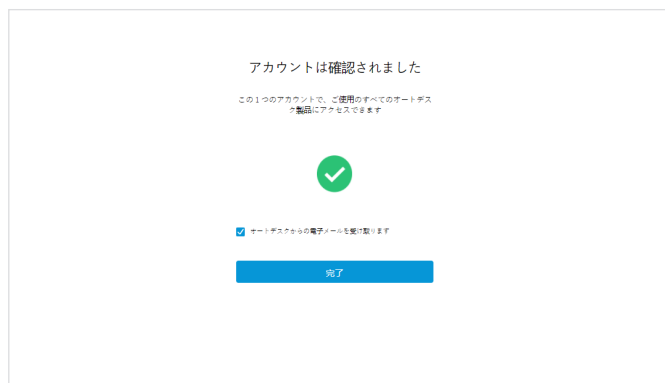 アカウントは確認されました
この 1 つのアカウントで、ご使用のすべてのオートデス
ク製品にアクセスできます
オートデスクからの電子メールを受け取ります
完了